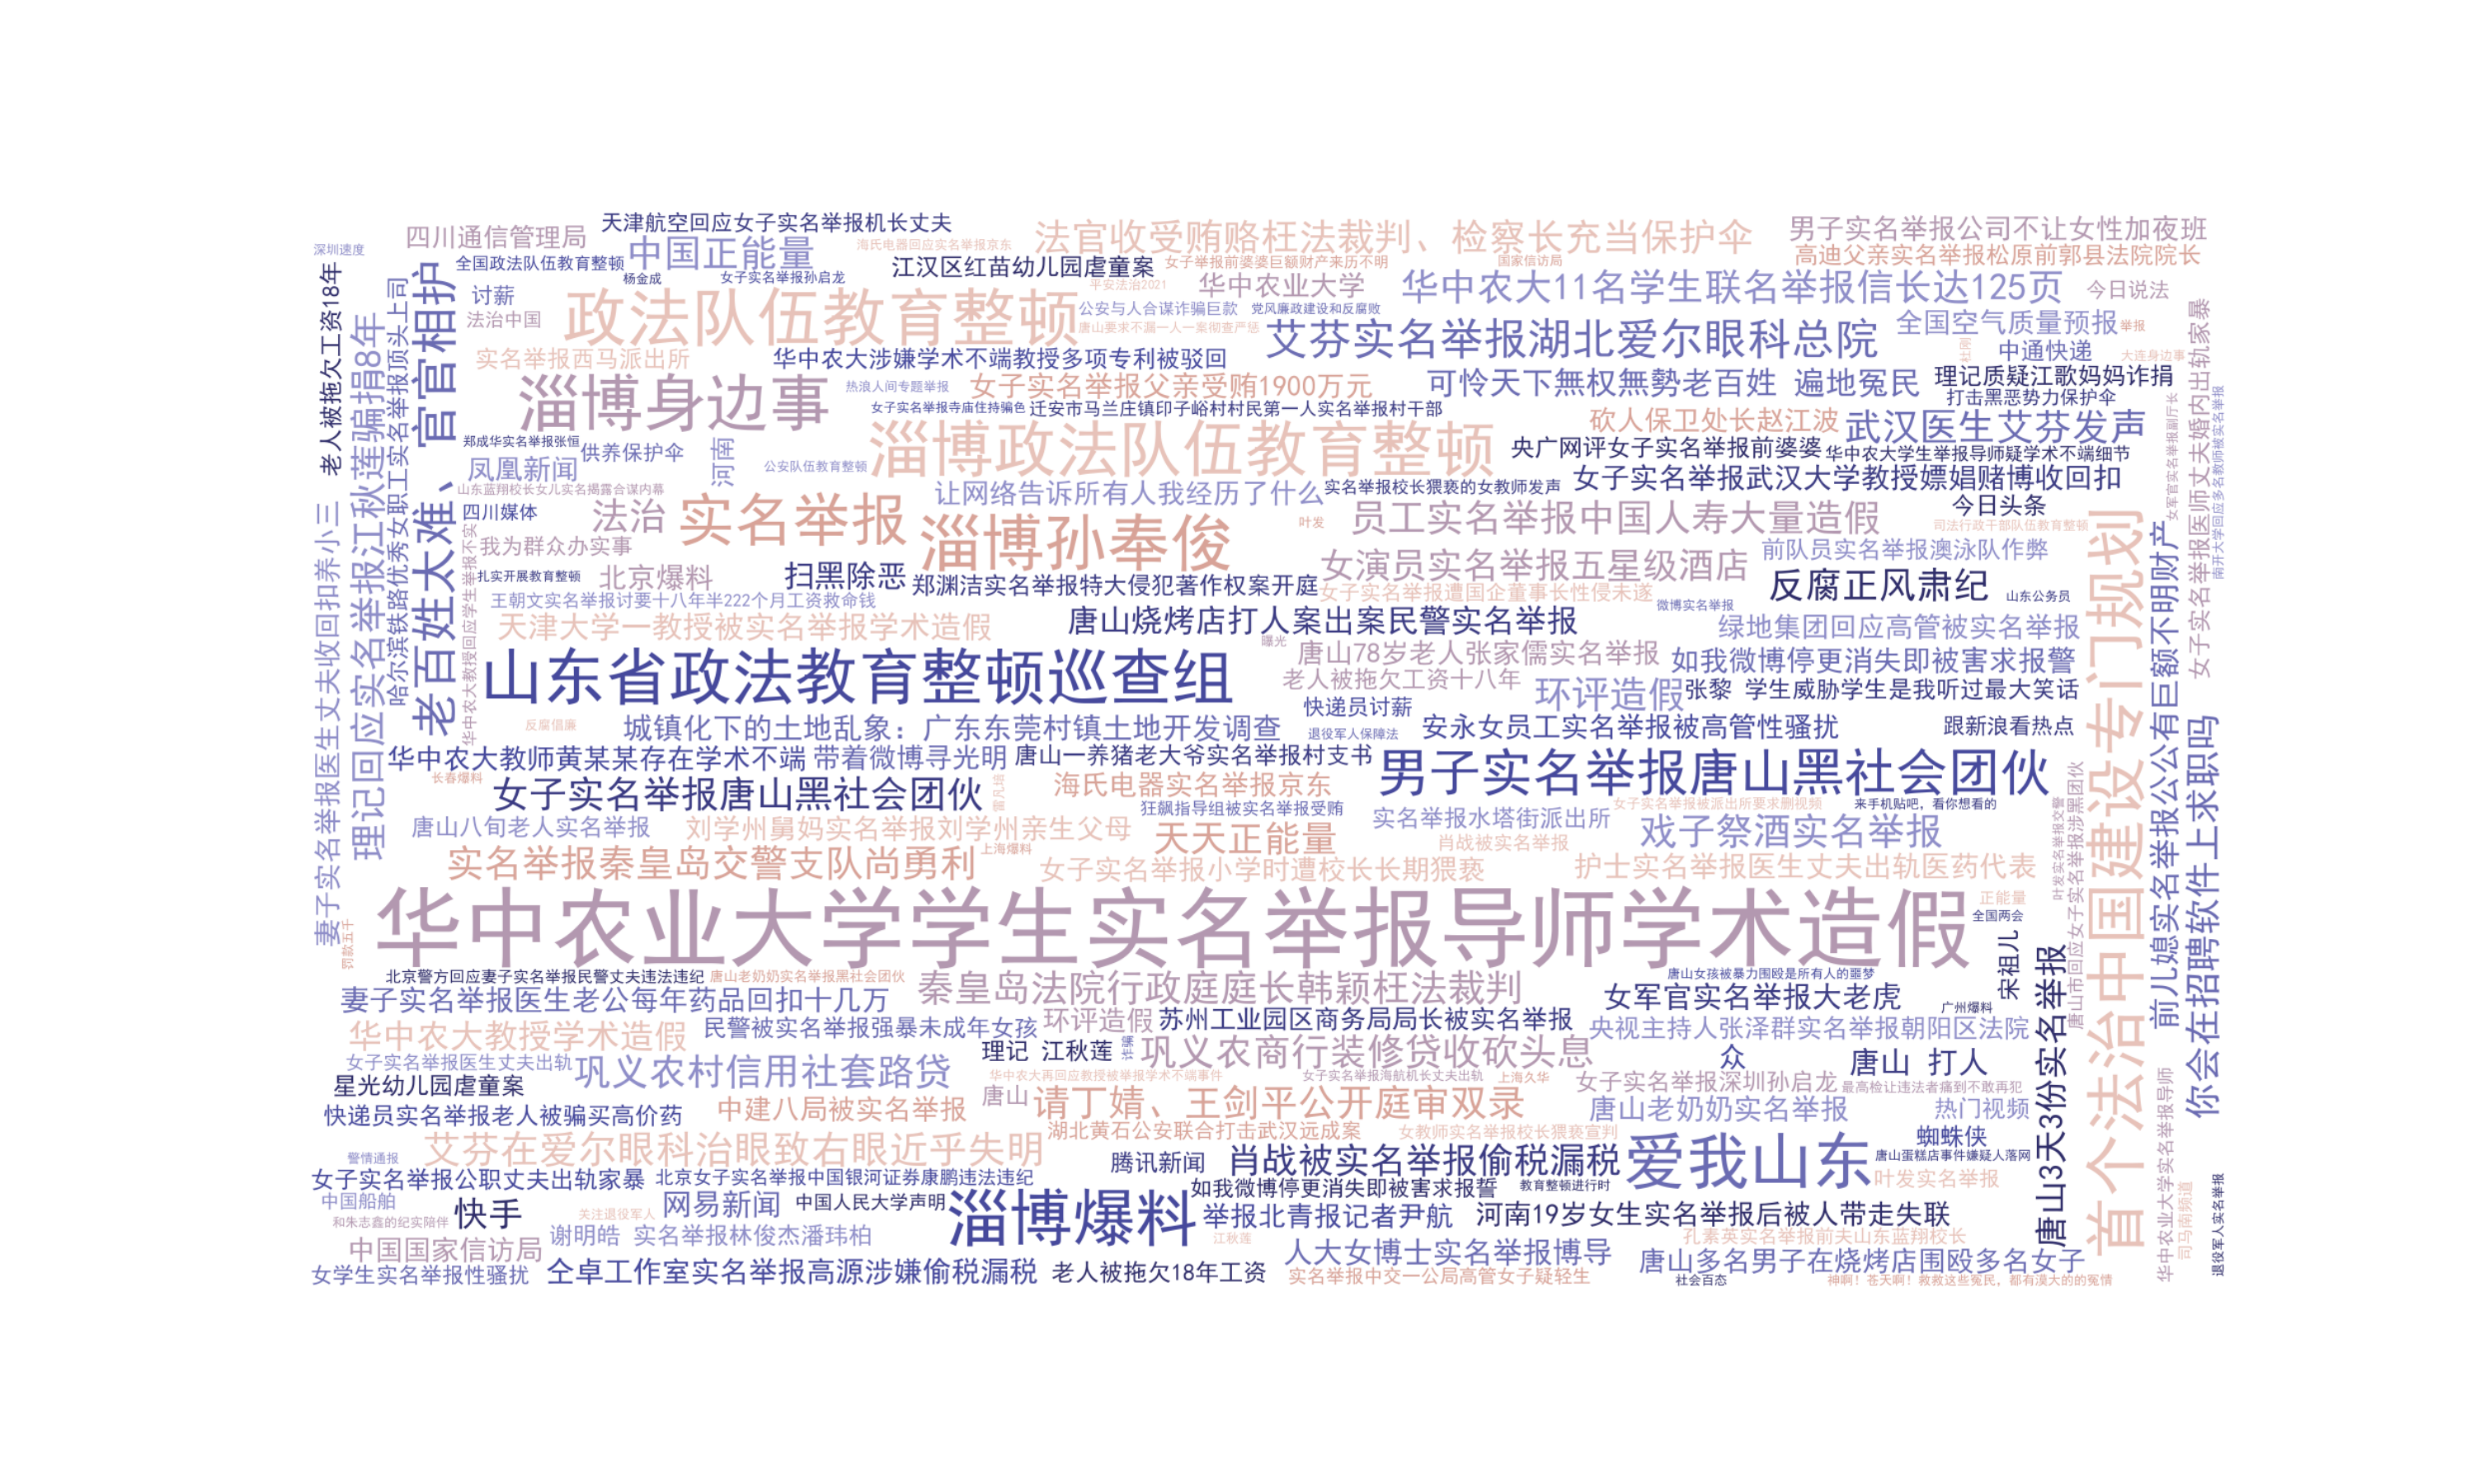 天津航空回应女子实名举报机长丈夫
法官收受贿赂枉法裁判、检察长充当保护伞
男子实名举报公司不让女性加夜班
深圳速度
四川通信管理局
中国正能量
海氏电器回应实名举报京东
高迪父亲实名举报松原前郭县法院院长
全国政法队伍教育整顿
江汉区红苗幼儿园虐童案
女子举报前婆婆巨额财产来历不明
国家信访局
杨金成
女子实名举报孙启龙
平安法治2021
华中农业大学
华中农大11名学生联名举报信长达125页
今日说法
讨薪
政法队伍教育整顿
公安与人合谋诈骗巨款
党风廉政建设和反腐败
法治中国
唐山要求不漏一人一案彻查严惩
艾芬实名举报湖北爱尔眼科总院
全国空气质量预报
举报
实名举报西马派出所
华中农大涉嫌学术不端教授多项专利被驳回
杜刚
中通快递
大连身边事
淄博身边事
热浪人间专题举报
女子实名举报父亲受贿1900万元
可怜天下無权無勢老百姓 遍地冤民
理记质疑江歌妈妈诈捐
打击黑恶势力保护伞
女子实名举报寺庙住持骗色
迁安市马兰庄镇印子峪村村民第一人实名举报村干部
砍人保卫处长赵江波
武汉医生艾芬发声
郑成华实名举报张恒
供养保护伞
河南
淄博政法队伍教育整顿
央广网评女子实名举报前婆婆
华中农大学生举报导师疑学术不端细节
凤凰新闻
公安队伍教育整顿
山东蓝翔校长女儿实名揭露合谋内幕
让网络告诉所有人我经历了什么
实名举报校长猥亵的女教师发声
女子实名举报武汉大学教授嫖娼赌博收回扣
四川媒体
法治
实名举报
淄博孙奉俊
叶发
员工实名举报中国人寿大量造假
今日头条
司法行政干部队伍教育整顿
我为群众办实事
女演员实名举报五星级酒店
前队员实名举报澳泳队作弊
扎实开展教育整顿
北京爆料
扫黑除恶
郑渊洁实名举报特大侵犯著作权案开庭
女子实名举报遭国企董事长性侵未遂
反腐正风肃纪
山东公务员
王朝文实名举报讨要十八年半222个月工资救命钱
微博实名举报
天津大学一教授被实名举报学术造假
唐山烧烤店打人案出案民警实名举报
绿地集团回应高管被实名举报
曝光
山东省政法教育整顿巡查组
唐山78岁老人张家儒实名举报
如我微博停更消失即被害求报警
老人被拖欠工资十八年
环评造假
张黎 学生威胁学生是我听过最大笑话
快递员讨薪
反腐倡廉
城镇化下的土地乱象：广东东莞村镇土地开发调查
退役军人保障法
安永女员工实名举报被高管性骚扰
跟新浪看热点
华中农大教师黄某某存在学术不端
带着微博寻光明
唐山一养猪老大爷实名举报村支书
男子实名举报唐山黑社会团伙
长春爆料
女子实名举报唐山黑社会团伙
海氏电器实名举报京东
狂飙指导组被实名举报受贿
女子实名举报被派出所要求删视频
来手机贴吧，看你想看的
唐山八旬老人实名举报
刘学州舅妈实名举报刘学州亲生父母
天天正能量
实名举报水塔街派出所
戏子祭酒实名举报
肖战被实名举报
实名举报秦皇岛交警支队尚勇利
上海爆料
女子实名举报小学时遭校长长期猥亵
护士实名举报医生丈夫出轨医药代表
华中农业大学学生实名举报导师学术造假
正能量
全国两会
北京警方回应妻子实名举报民警丈夫违法违纪
唐山老奶奶实名举报黑社会团伙
秦皇岛法院行政庭庭长韩颖枉法裁判
唐山女孩被暴力围殴是所有人的噩梦
宋祖儿
妻子实名举报医生老公每年药品回扣十几万
女军官实名举报大老虎
广州爆料
华中农大教授学术造假
民警被实名举报强暴未成年女孩
环评造假
苏州工业园区商务局局长被实名举报
央视主持人张泽群实名举报朝阳区法院
女子实名举报医生丈夫出轨
巩义农村信用社套路贷
理记 江秋莲
诈骗
巩义农商行装修贷收砍头息
众
唐山 打人
星光幼儿园虐童案
华中农大再回应教授被举报学术不端事件
女子实名举报海航机长丈夫出轨
上海久华
女子实名举报深圳孙启龙
最高检让违法者痛到不敢再犯
快递员实名举报老人被骗买高价药
中建八局被实名举报
唐山
请丁婧、王剑平公开庭审双录
唐山老奶奶实名举报
热门视频
艾芬在爱尔眼科治眼致右眼近乎失明
湖北黄石公安联合打击武汉远成案
女教师实名举报校长猥亵宣判
爱我山东
蜘蛛侠
警情通报
唐山蛋糕店事件嫌疑人落网
女子实名举报公职丈夫出轨家暴
北京女子实名举报中国银河证券康鹏违法违纪
腾讯新闻
肖战被实名举报偷税漏税
叶发实名举报
中国船舶
快手
网易新闻
中国人民大学声明
淄博爆料
如我微博停更消失即被害求报誓
教育整顿进行时
和朱志鑫的纪实陪伴
关注退役军人
举报北青报记者尹航
河南19岁女生实名举报后被人带走失联
谢明皓 实名举报林俊杰潘玮柏
江秋莲
孔素英实名举报前夫山东蓝翔校长
中国国家信访局
人大女博士实名举报博导
唐山多名男子在烧烤店围殴多名女子
女学生实名举报性骚扰
仝卓工作室实名举报高源涉嫌偷税漏税
老人被拖欠18年工资
实名举报中交一公局高管女子疑轻生
社会百态
神啊！苍天啊！救救这些冤民，都有漠大的的冤情
老人被拖欠工资18年
妻子实名举报医生丈夫收回扣养小三
罚款五千
理记回应实名举报江秋莲骗捐8年
哈尔滨铁路优秀女职工实名举报顶头上司
老百姓太难、官官相护
华中农大教授回应学生举报不实
唐山3天3份实名举报
叶发实名举报交警
唐山市回应女子实名举报涉黑团伙
首个法治中国建设专门规划
前儿媳实名举报公公有巨额不明财产
女军官实名举报副厅长
女子实名举报医师丈夫婚内出轨家暴
南开大学回应多名教师被实名举报
你会在招聘软件上求职吗
华中农业大学实名举报导师
司马南频道
退役军人实名举报